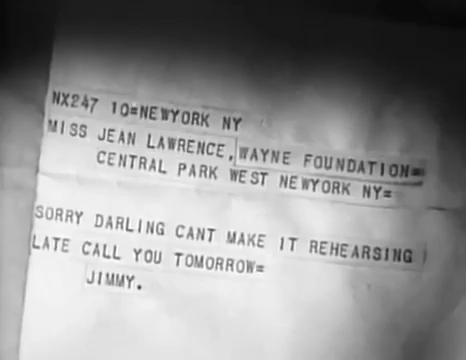 NX247 10=NEWYORK NY
MISS JEAN LAWRENCE, WAYNE FOUNDATION=
CENTRAL PARK WEST NEWYORK NY=
SORRY DARLING CANT MAKE IT REHEARSING
LATE CALL YOU TOMORROW=
JIMMY.